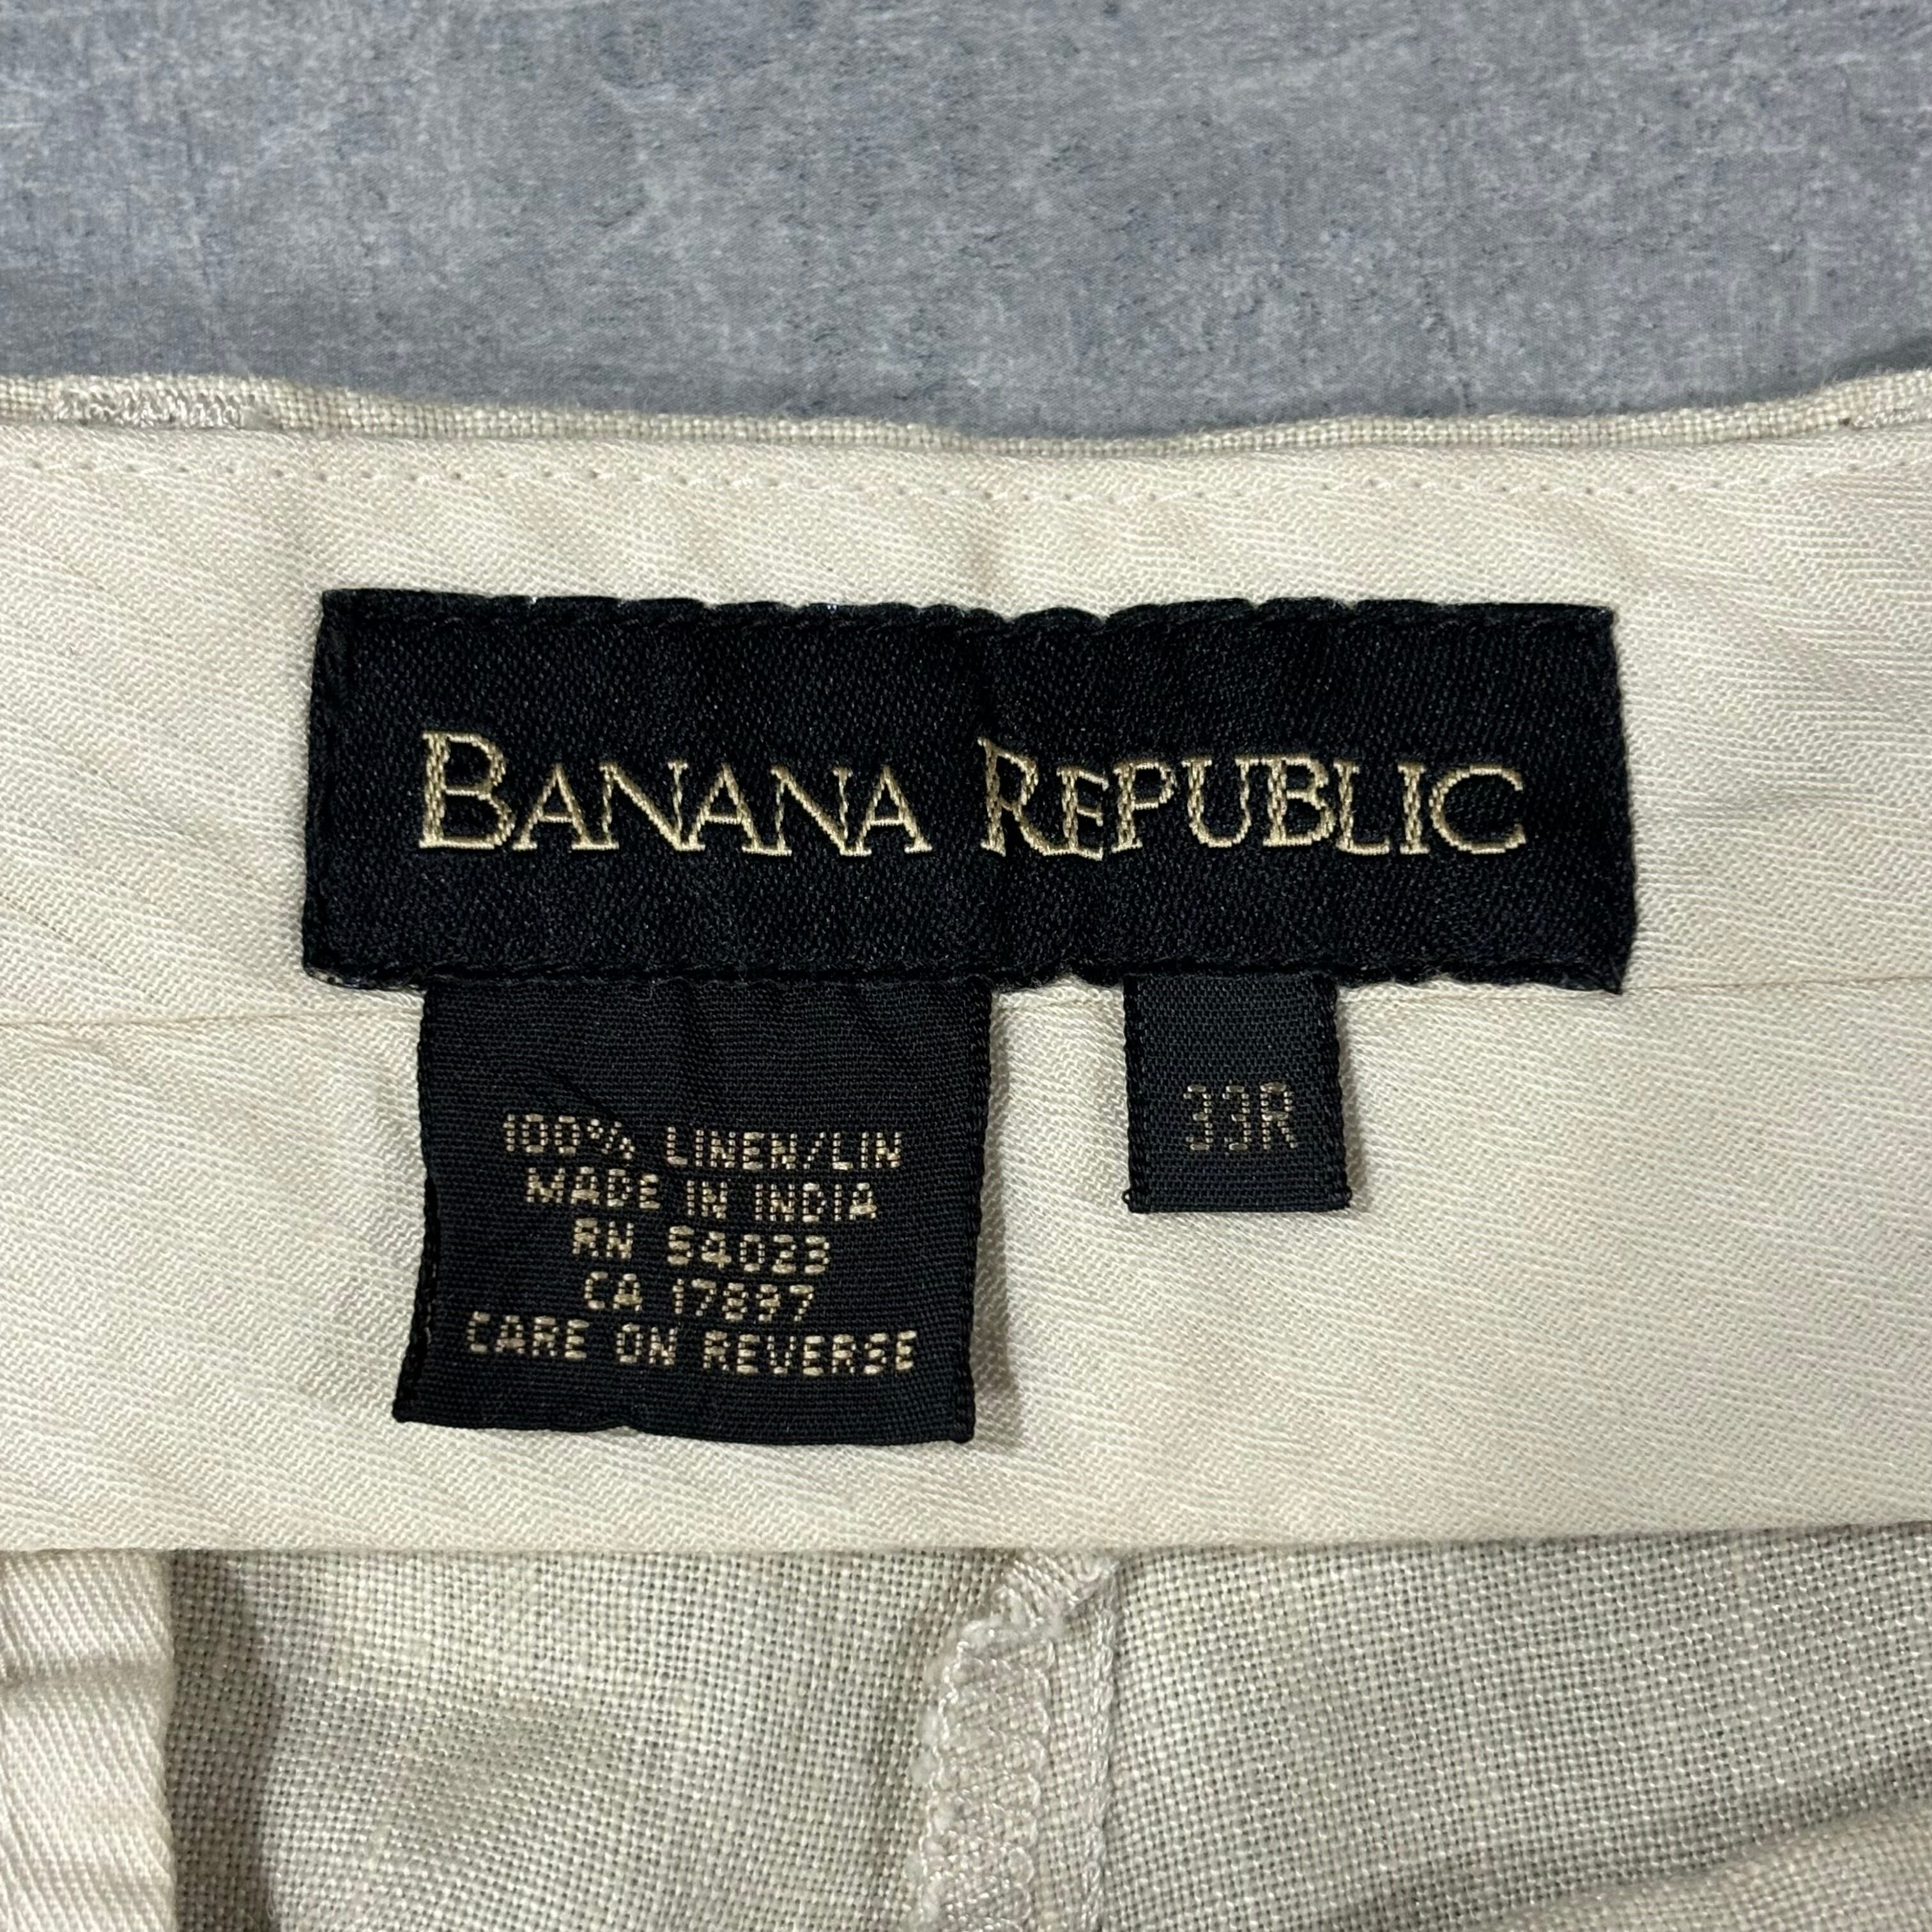 BANANA REPUBLIC
100% LINEN/LIN
MADE IN INDIA
RN 54023
CA 17897
CARE ON REVERSE
33R